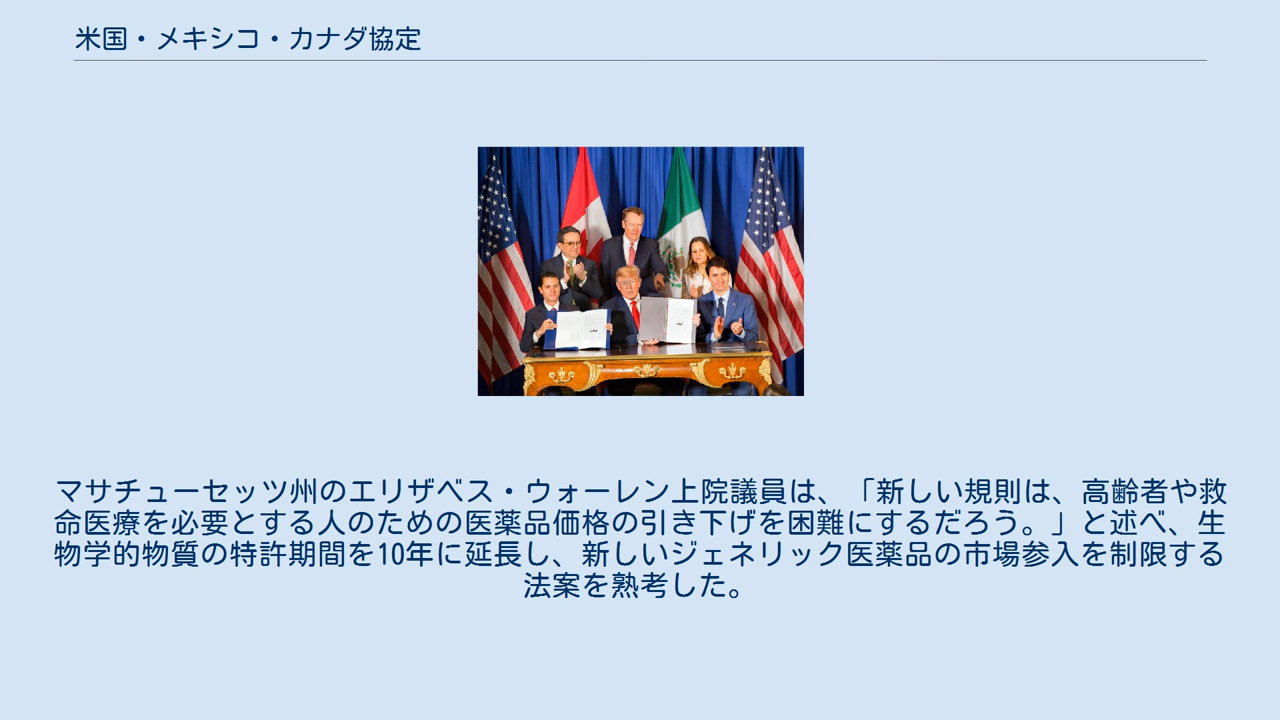 米国・メキシコ・カナダ協定
マサチューセッツ州のエリザベス・ウォーレン上院議員は、「新しい規則は、高齢者や救
命医療を必要とする人のための医薬品価格の引き下げを困難にするだろう。」と述べ、生
物学的物質の特許期間を10年に延長し、新しいジェネリック医薬品の市場参入を制限する
法案を熟考した。